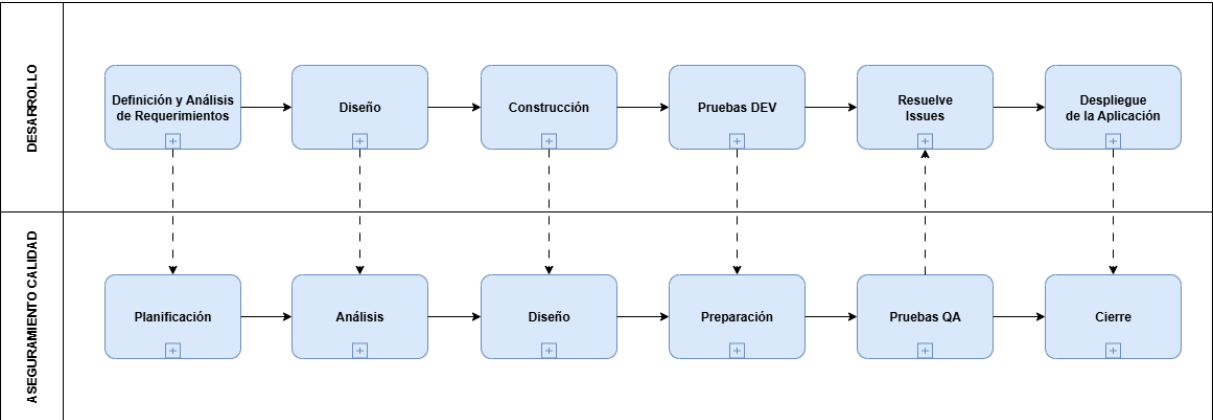 DESARROLLO
Definición y Análisis
de Requerimientos
Diseño
Construcción
Pruebas DEV
Resuelve
Issues
Despliegue
de la Aplicación
ASEGURAMIENTO CALIDAD
Planificación
Análisis
Diseño
Preparación
Pruebas QA
Cierre